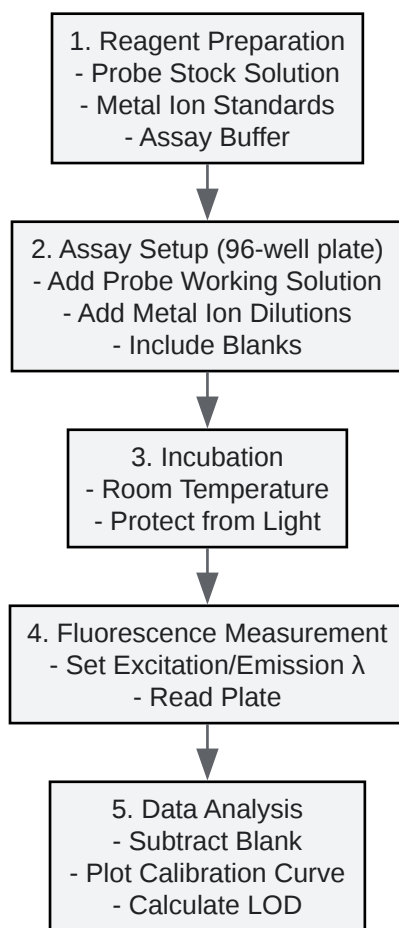 1. Reagent Preparation
- Probe Stock Solution
- Metal Ion Standards
- Assay Buffer
2. Assay Setup (96-well plate)
- Add Probe Working Solution
- Add Metal Ion Dilutions
- Include Blanks
3. Incubation
- Room Temperature
- Protect from Light
4. Fluorescence Measurement
- Set Excitation/Emission λ
- Read Plate
5. Data Analysis
- Subtract Blank
- Plot Calibration Curve
- Calculate LOD